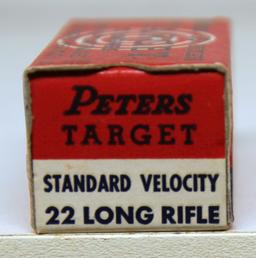 PETERS
TARGET
STANDARD VELOCITY
22 LONG RIFLE